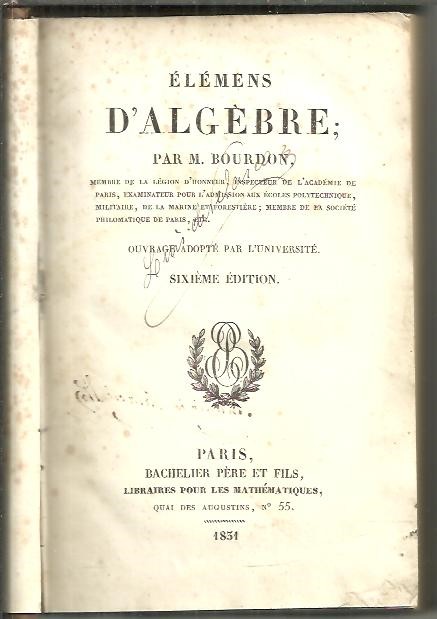 ÉLÉMENS
D'ALGÈBRE;
PAR M. BOURDON,
MEMBRE DE LA LÉGION D'HONNEUR, INSPECTEUR DE L'ACADÉMIE DE
PARIS, EXAMINATEUR POUR L'ADMISSION AUX ÉCOLES POLYTECHNIQUE,
MILITAIRE, DE LA MARINE ET FORESTIÈRE; MEMBRE DE LA SOCIÉTÉ
PHILOMATIQUE DE PARIS, ETC.
OUVRAGE ADOPTÉ PAR L'UNIVERSITÉ.
SIXIÈME ÉDITION.
PARIS,
BACHELIER PÈRE ET FILS,
LIBRAIRES POUR LES MATHÉMATIQUES,
QUAI DES AUGUSTINS, Nº 55.
1831